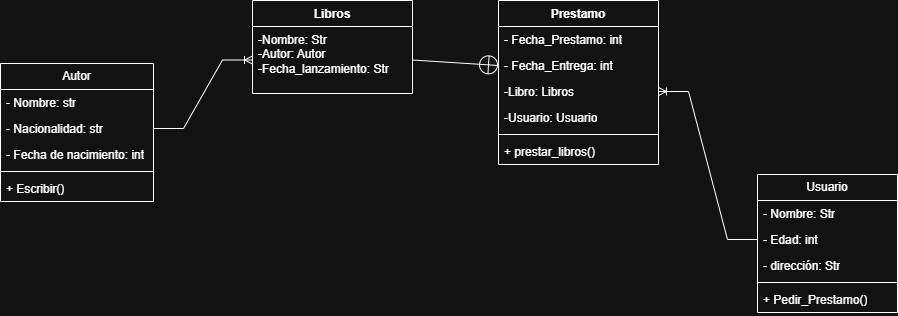 Autor
- Nombre: str
- Nacionalidad: str
- Fecha de nacimiento: int
+ Escribir()
Libros
-Nombre: Str
-Autor: Autor
-Fecha_lanzamiento: Str
Prestamo
- Fecha_Prestamo: int
- Fecha_Entrega: int
-Libro: Libros
-Usuario: Usuario
+ prestar_libros()
Usuario
- Nombre: Str
- Edad: int
- dirección: Str
+ Pedir_Prestamo()